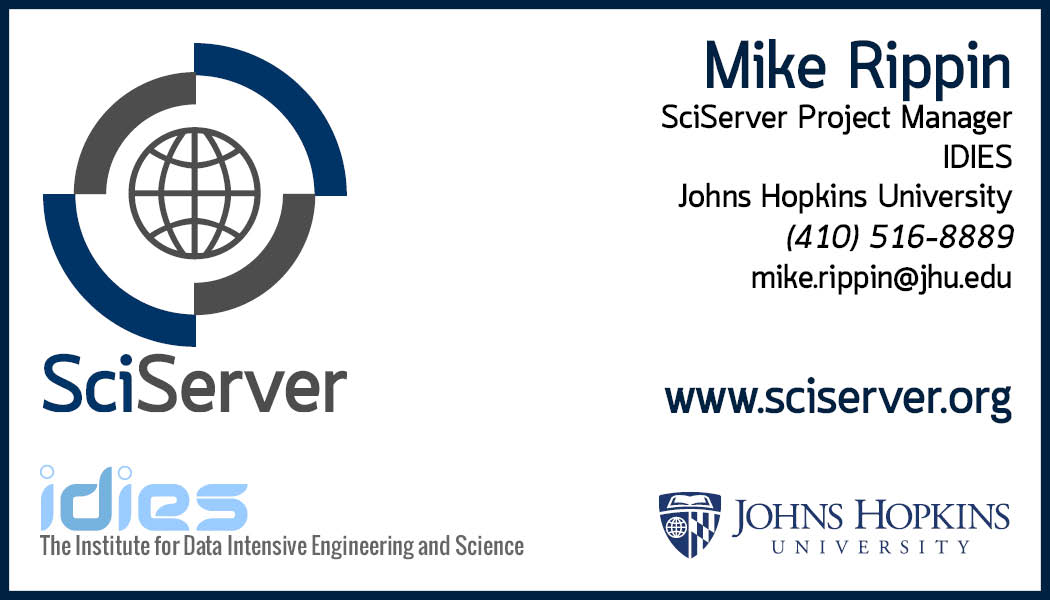 Mike Rippin
SciServer Project Manager
IDIES
Johns Hopkins University
(410) 516-8889
mike.rippin@jhu.edu
SciServer
www.sciserver.org
idies
The Institute for Data Intensive Engineering and Science
JOHNS HOPKINS
UNIVERSITY